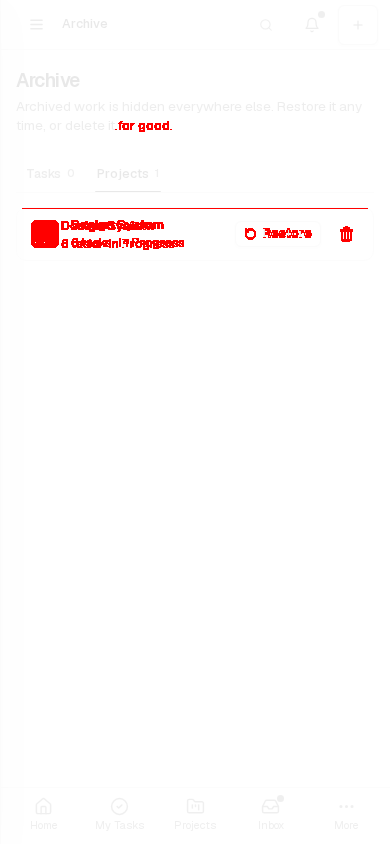 Archive
Archive
Archived work is hidden everywhere else. Restore it any
time, or delete it for good.
Tasks 0 Projects 1
Restore
Home My Tasks Projects Inbox More